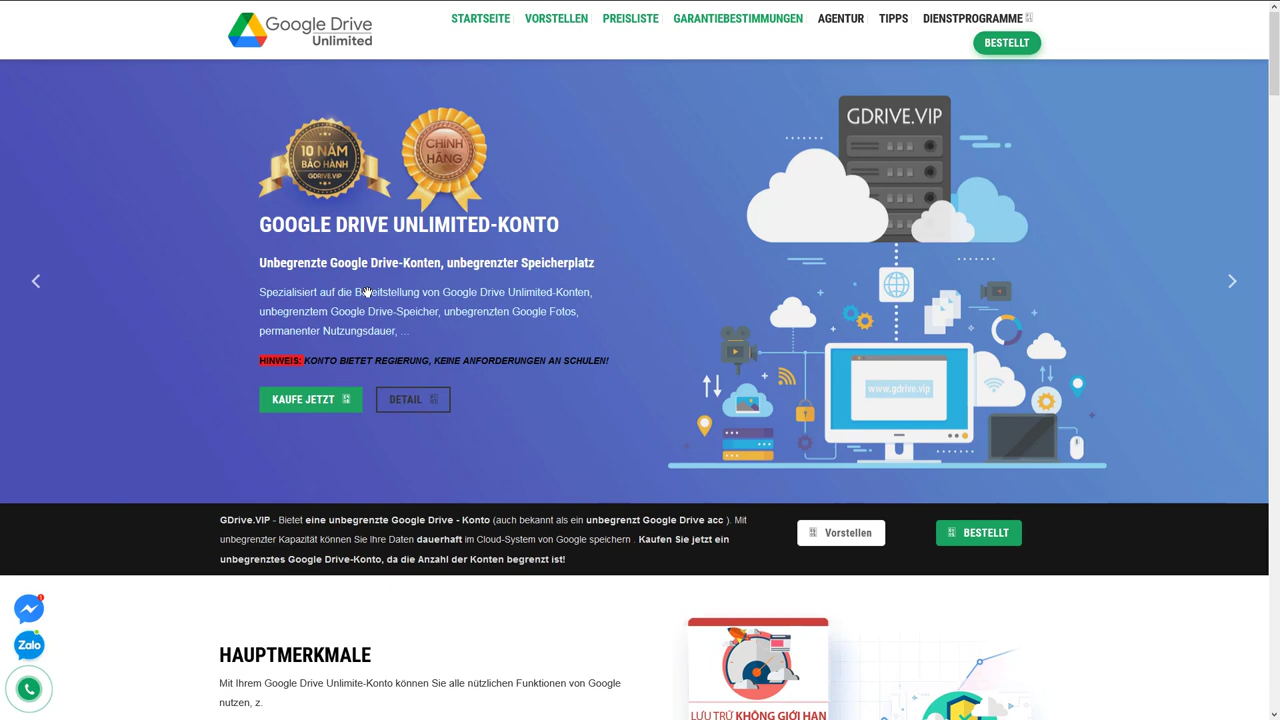 Google Drive
Unlimited
STARTSEITE
VORSTELLEN
PREISLISTE
GARANTIEBESTIMMUNGEN
AGENTUR
TIPPS
DIENSTPROGRAMME
BESTELLT
10 NĂM
BẢO HÀNH
GDRIVE.VIP
CHÍNH
HÃNG
GOOGLE DRIVE UNLIMITED-KONTO
Unbegrenzte Google Drive-Konten, unbegrenzter Speicherplatz
Spezialisiert auf die Bereitstellung von Google Drive Unlimited-Konten,
unbegrenztem Google Drive-Speicher, unbegrenzten Google Fotos,
permanenter Nutzungsdauer, ...
HINWEIS: KONTO BIETET REGIERUNG, KEINE ANFORDERUNGEN AN SCHULEN!
KAUFE JETZT
DETAIL
GDRIVE.VIP
www.gdrive.vip
GDrive.VIP - Bietet eine unbegrenzte Google Drive - Konto (auch bekannt als ein unbegrenzt Google Drive acc ). Mit
unbegrenzter Kapazität können Sie Ihre Daten dauerhaft im Cloud-System von Google speichern . Kaufen Sie jetzt ein
unbegrenztes Google Drive-Konto, da die Anzahl der Konten begrenzt ist!
Vorstellen
BESTELLT
1
Zalo
HAUPTMERKMALE
Mit Ihrem Google Drive Unlimite-Konto können Sie alle nützlichen Funktionen von Google
nutzen, z.
LƯU TRỮ KHÔNG GIỚI HẠN